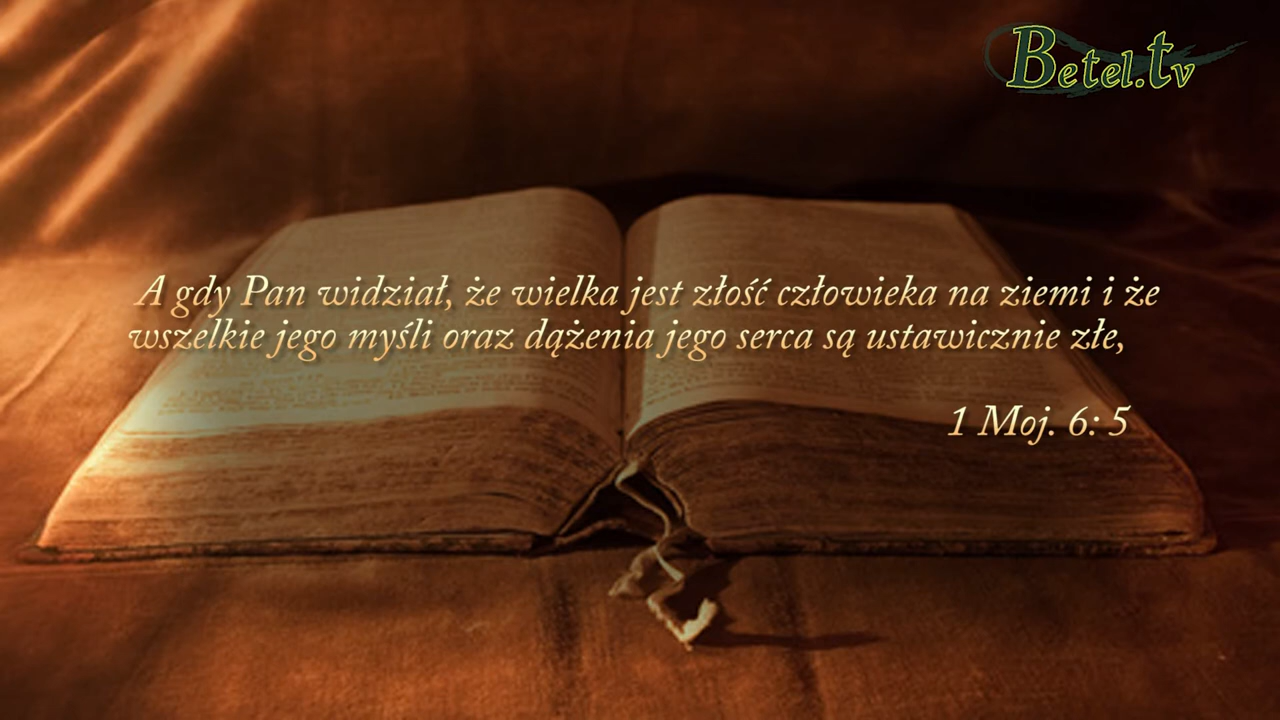 Betel.tv
A gdy Pan widział, że wielka jest złość człowieka na ziemi i że
wszelkie jego myśli oraz dążenia jego serca są ustawicznie złe,
1 Moj. 6: 5